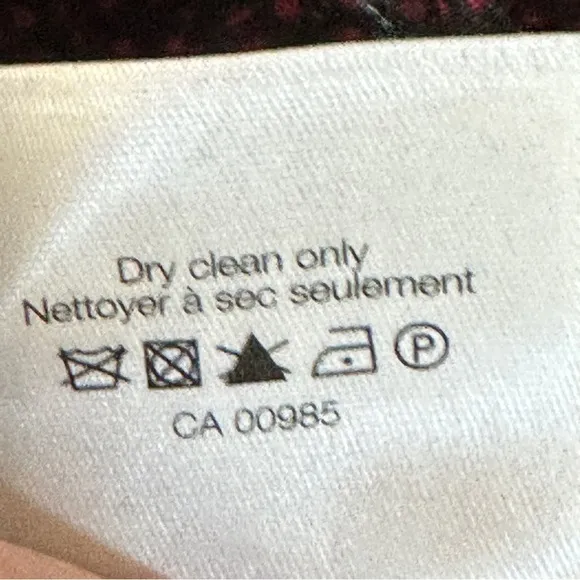 Dry clean only
Nettoyer à sec seulement
P
CA 00985